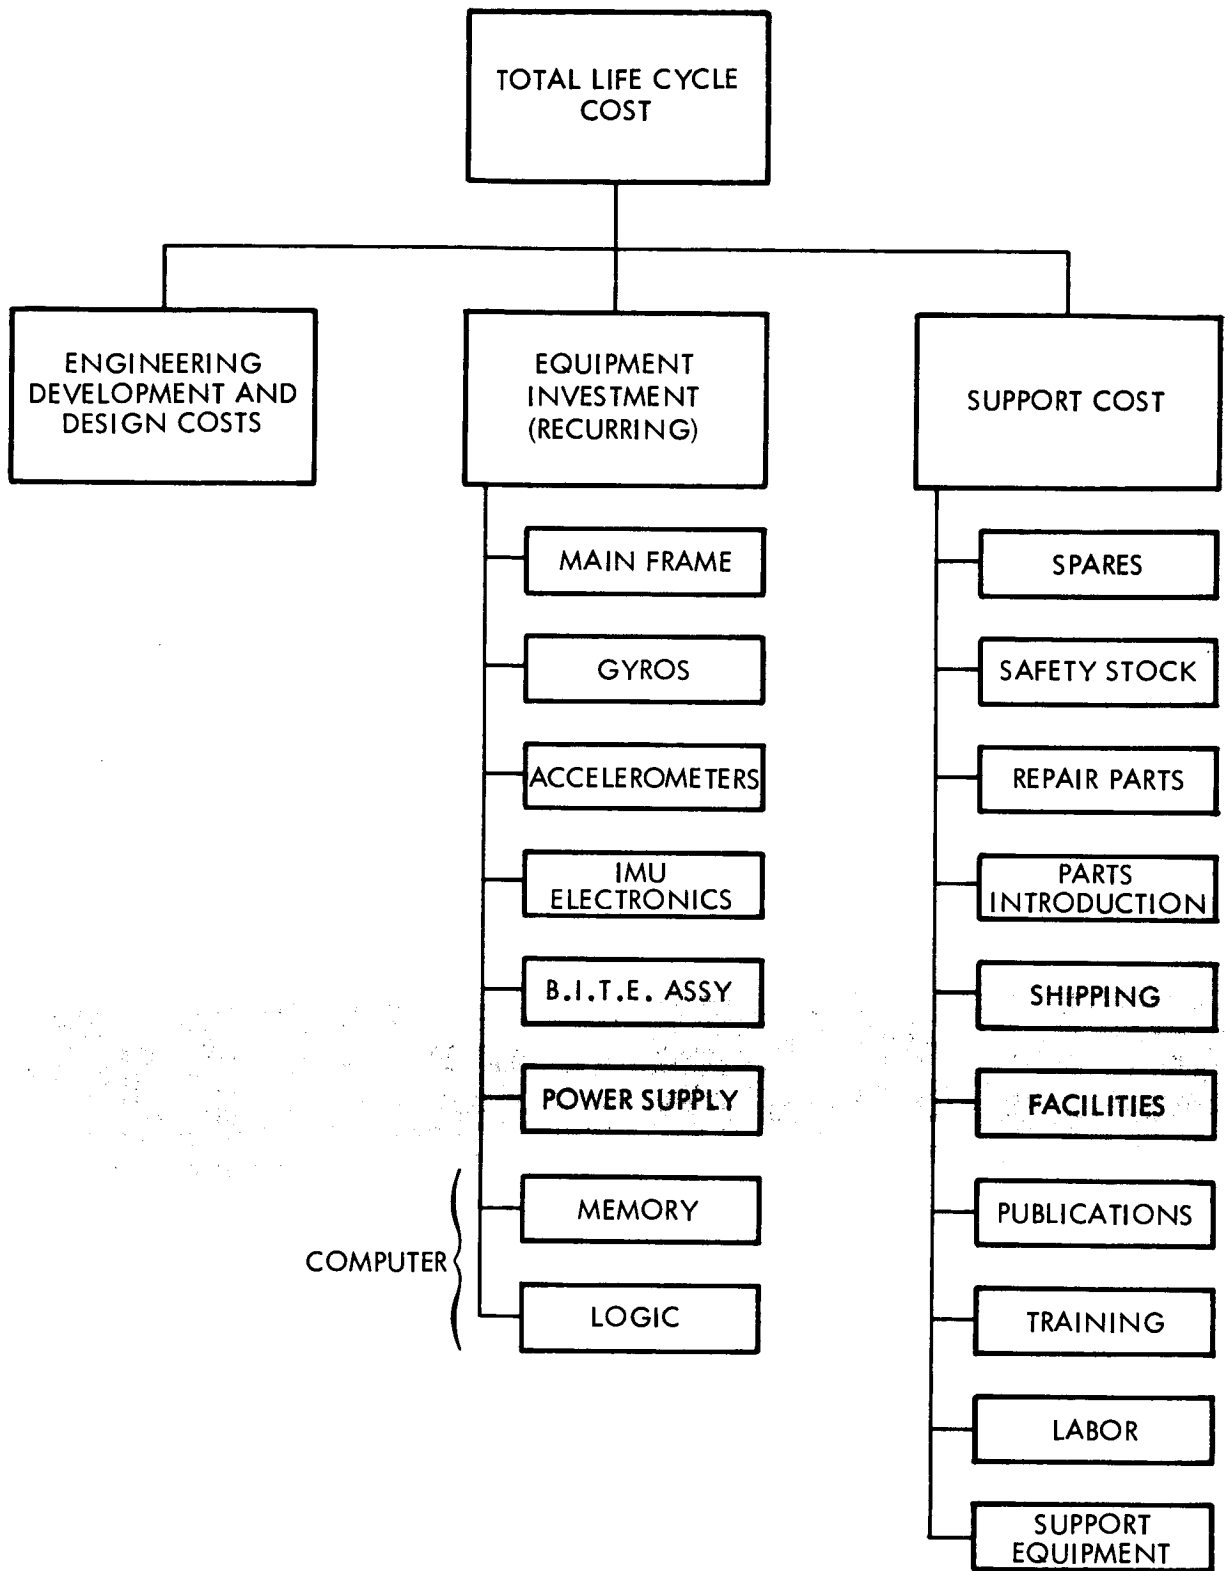 TOTAL LIFE CYCLE
COST
ENGINEERING
DEVELOPMENT AND
DESIGN COSTS
EQUIPMENT
INVESTMENT
(RECURRING)
SUPPORT COST
MAIN FRAME
GYROS
ACCELEROMETERS
IMU
ELECTRONICS
B.I.T.E. ASSY
POWER SUPPLY
COMPUTER
MEMORY
LOGIC
SPARES
SAFETY STOCK
REPAIR PARTS
PARTS
INTRODUCTION
SHIPPING
FACILITIES
PUBLICATIONS
TRAINING
LABOR
SUPPORT
EQUIPMENT